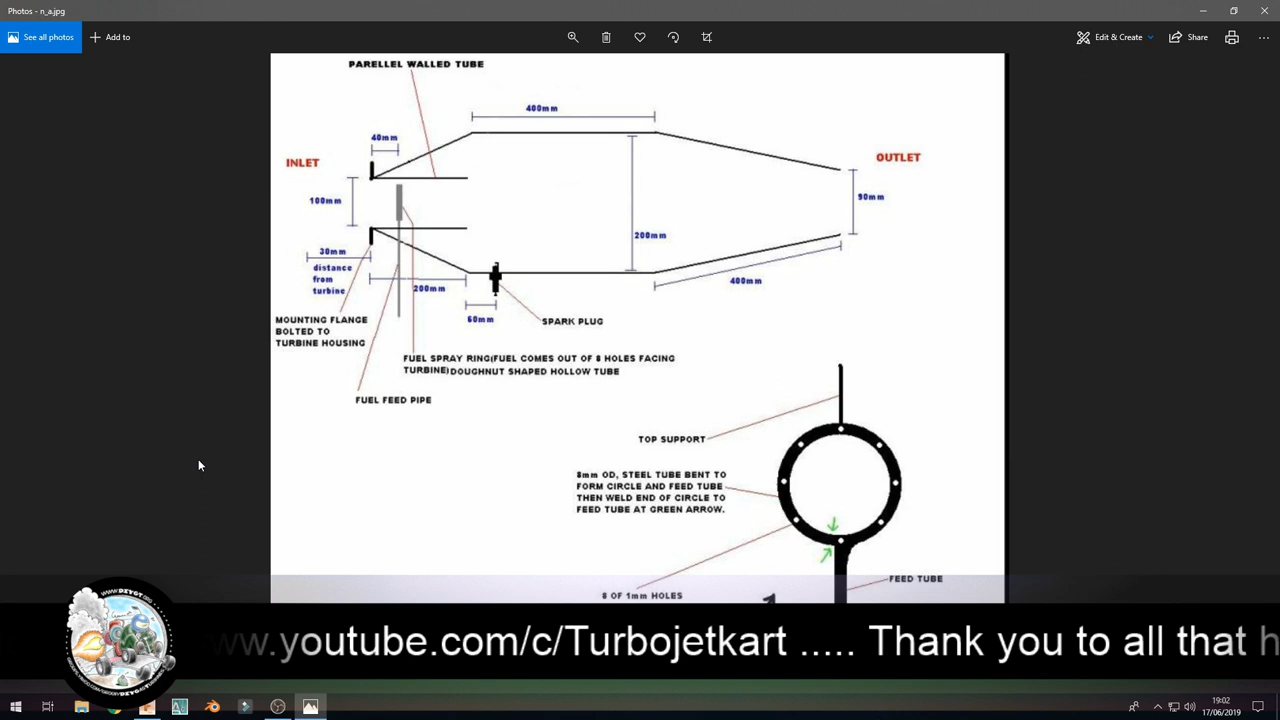 Photos - n_a.jpg
See all photos
Add to
Edit & Create
Share
PARELLEL WALLED TUBE
400mm
40mm
INLET
OUTLET
100mm
90mm
200mm
30mm
distance
from
turbine
200mm
400mm
60mm
SPARK PLUG
MOUNTING FLANGE
BOLTED TO
TURBINE HOUSING
FUEL SPRAY RING(FUEL COMES OUT OF 8 HOLES FACING
TURBINE)DOUGHNUT SHAPED HOLLOW TUBE
FUEL FEED PIPE
TOP SUPPORT
8mm OD, STEEL TUBE BENT TO
FORM CIRCLE AND FEED TUBE
THEN WELD END OF CIRCLE TO
FEED TUBE AT GREEN ARROW.
FEED TUBE
8 OF 1mm HOLES
WWW.DIYGT.ORG
www.youtube.com/c/Turbojetkart ..... Thank you to all that h
19:02
17/06/2019